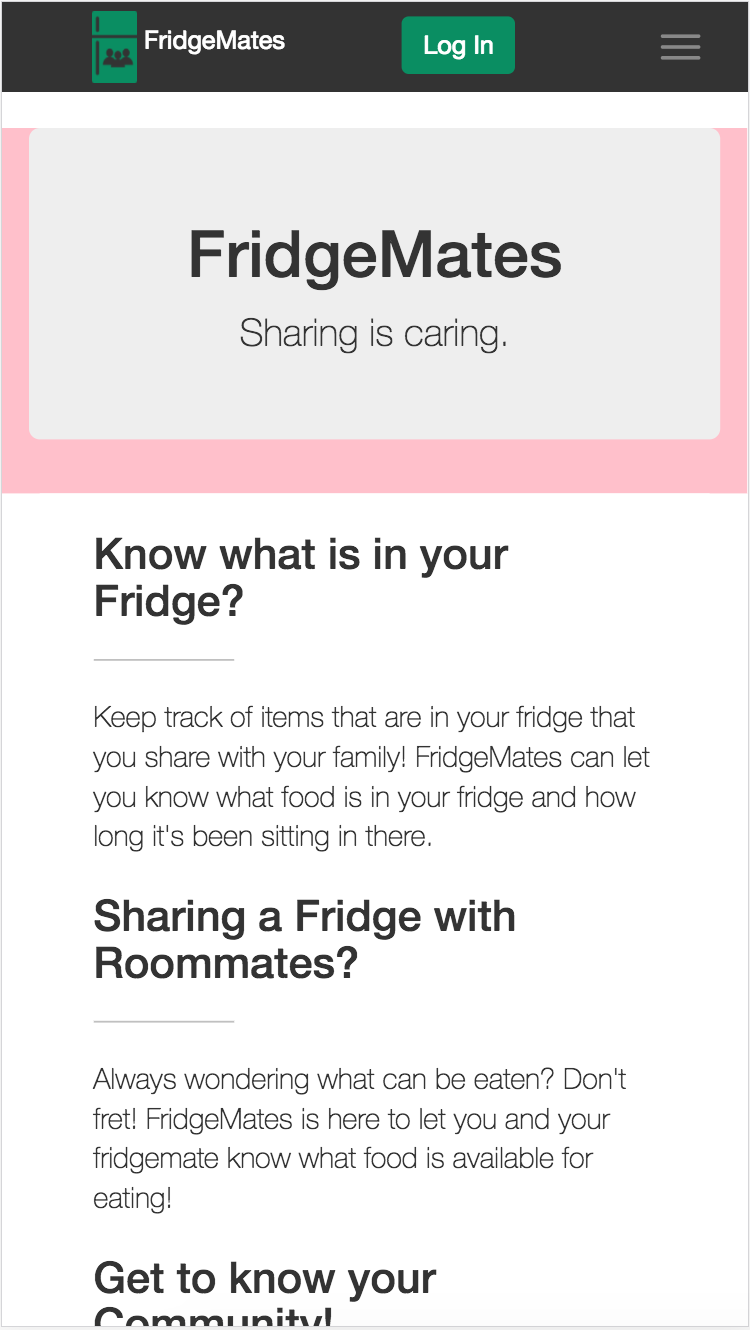 FridgeMates
Log In
FridgeMates
Sharing is caring.
Know what is in your
Fridge?
Keep track of items that are in your fridge that
you share with your family! FridgeMates can let
you know what food is in your fridge and how
long it's been sitting in there.
Sharing a Fridge with
Roommates?
Always wondering what can be eaten? Don't
fret! FridgeMates is here to let you and your
fridgemate know what food is available for
eating!
Get to know your
Community!